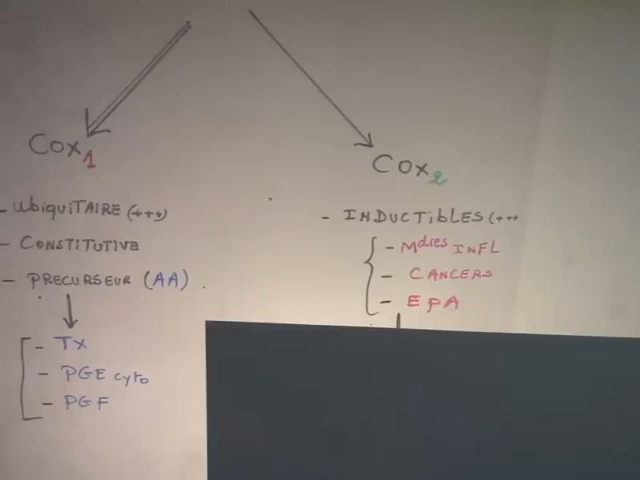 Cox1
- UBIQUITAIRE (+++)
- CONSTITUTIVE
- PRECURSEUR (AA)
- TX
- PGE cyto
- PGF
Cox2
- INDUCTIBLES (+++
- Mdies INFL
- CANCERS
- EPA